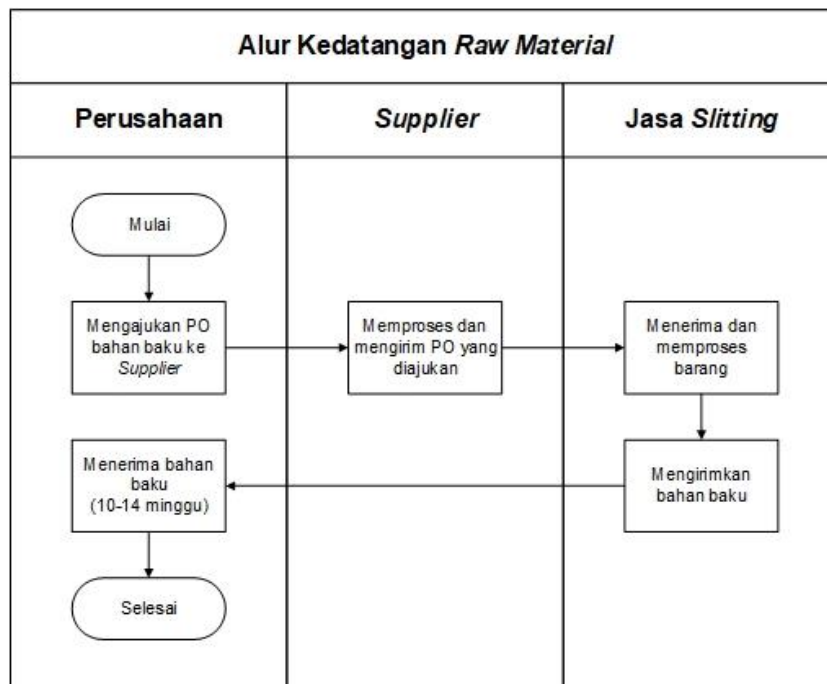 Alur Kedatangan Raw Material
Perusahaan
Supplier
Jasa Slitting
Mulai
Mengajukan PO
bahan baku ke
Supplier
Memproses dan
mengirim PO yang
diajukan
Menerima dan
memproses
barang
Menerima bahan
baku
(10-14 minggu)
Mengirimkan
bahan baku
Selesai